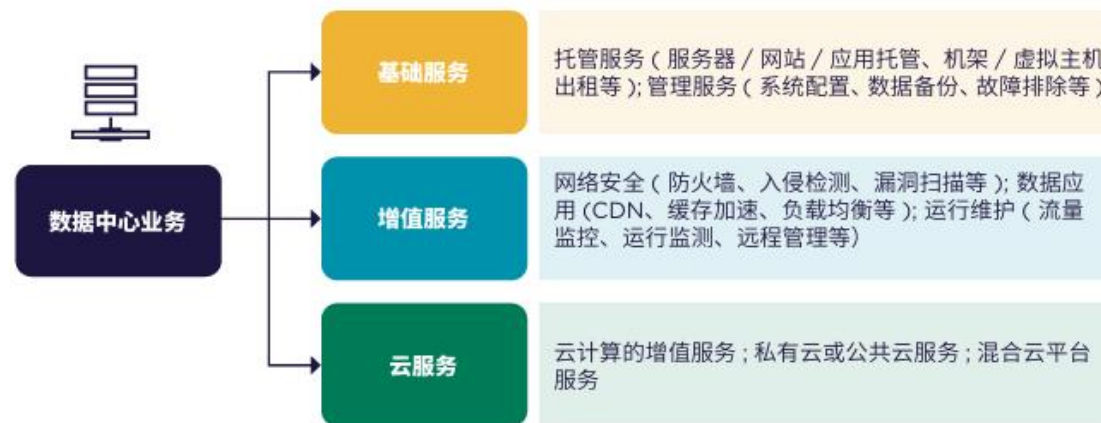 数据中心业务
基础服务
托管服务（服务器 / 网站 / 应用托管、机架 / 虚拟主机
出租等）；管理服务（系统配置、数据备份、故障排除等）
增值服务
网络安全（防火墙、入侵检测、漏洞扫描等）；数据应
用 (CDN、缓存加速、负载均衡等）；运行维护（流量
监控、运行监测、远程管理等）
云服务
云计算的增值服务；私有云或公共云服务；混合云平台
服务